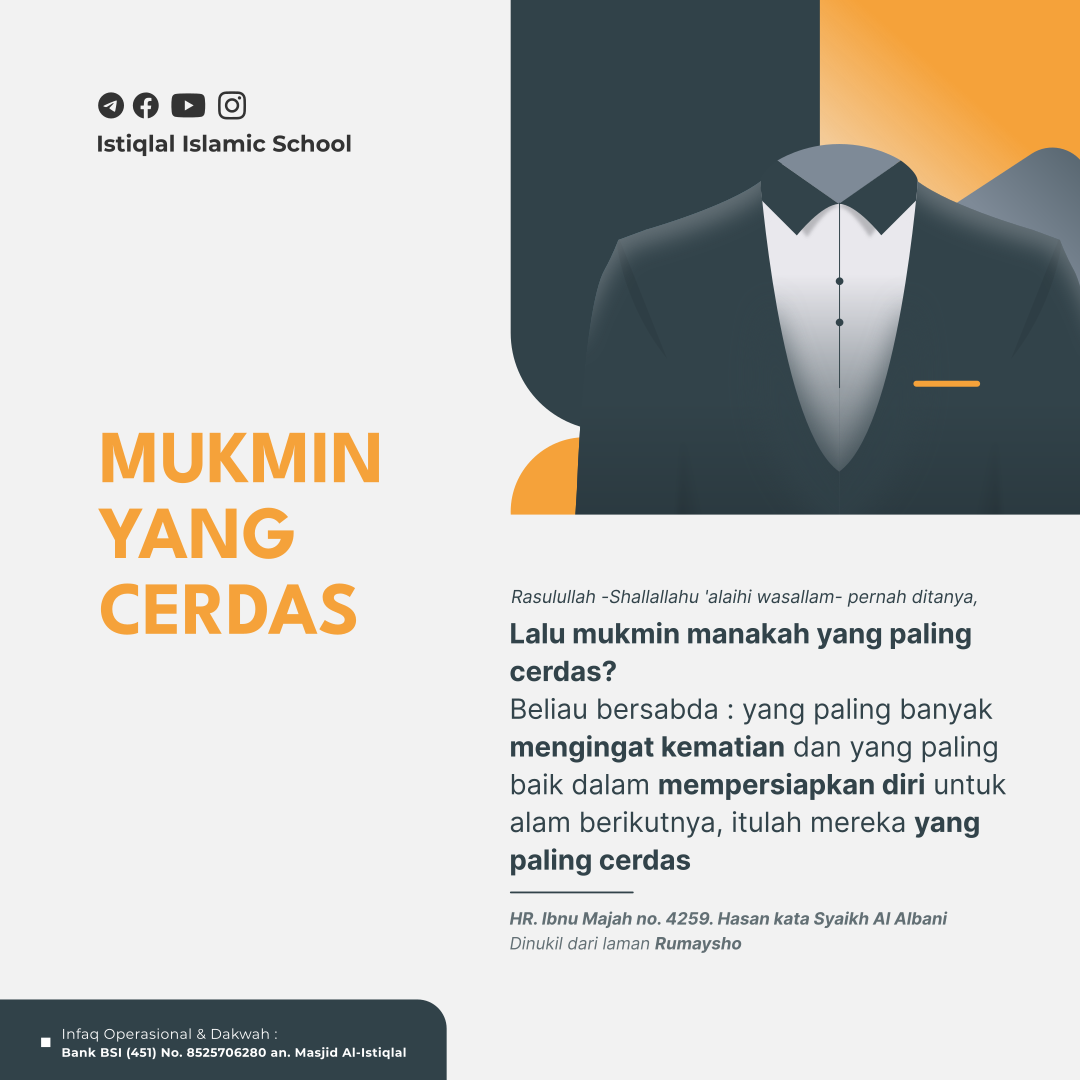 Istiqlal Islamic School
MUKMIN
YANG
CERDAS
Rasulullah -Shallallahu 'alaihi wasallam- pernah ditanya,
Lalu mukmin manakah yang paling
cerdas?
Beliau bersabda : yang paling banyak
mengingat kematian dan yang paling
baik dalam mempersiapkan diri untuk
alam berikutnya, itulah mereka yang
paling cerdas
HR. Ibnu Majah no. 4259. Hasan kata Syaikh Al Albani
Dinukil dari laman Rumaysho
Infaq Operasional & Dakwah :
Bank BSI (451) No. 8525706280 an. Masjid Al-Istiqlal